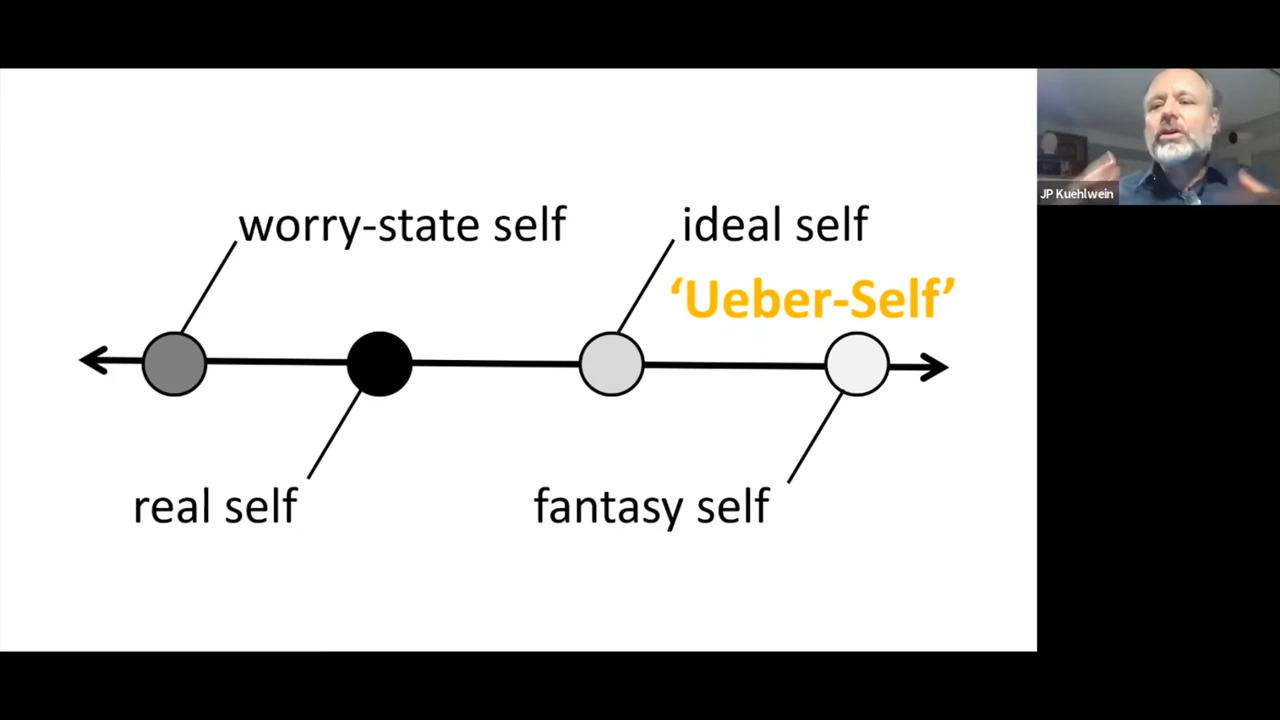 worry-state self
ideal self
‘Ueber-Self’
real self
fantasy self
JP Kuehlwein